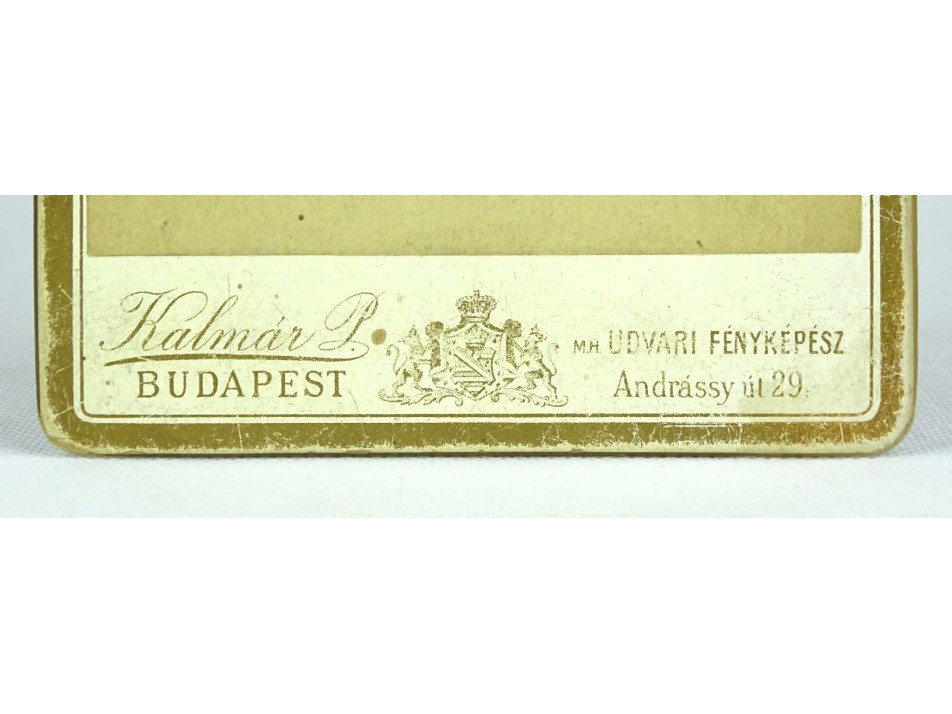 Kalmár P.
BUDAPEST
M.H. UDVARI FÉNYKÉPÉSZ
Andrássy út 29.